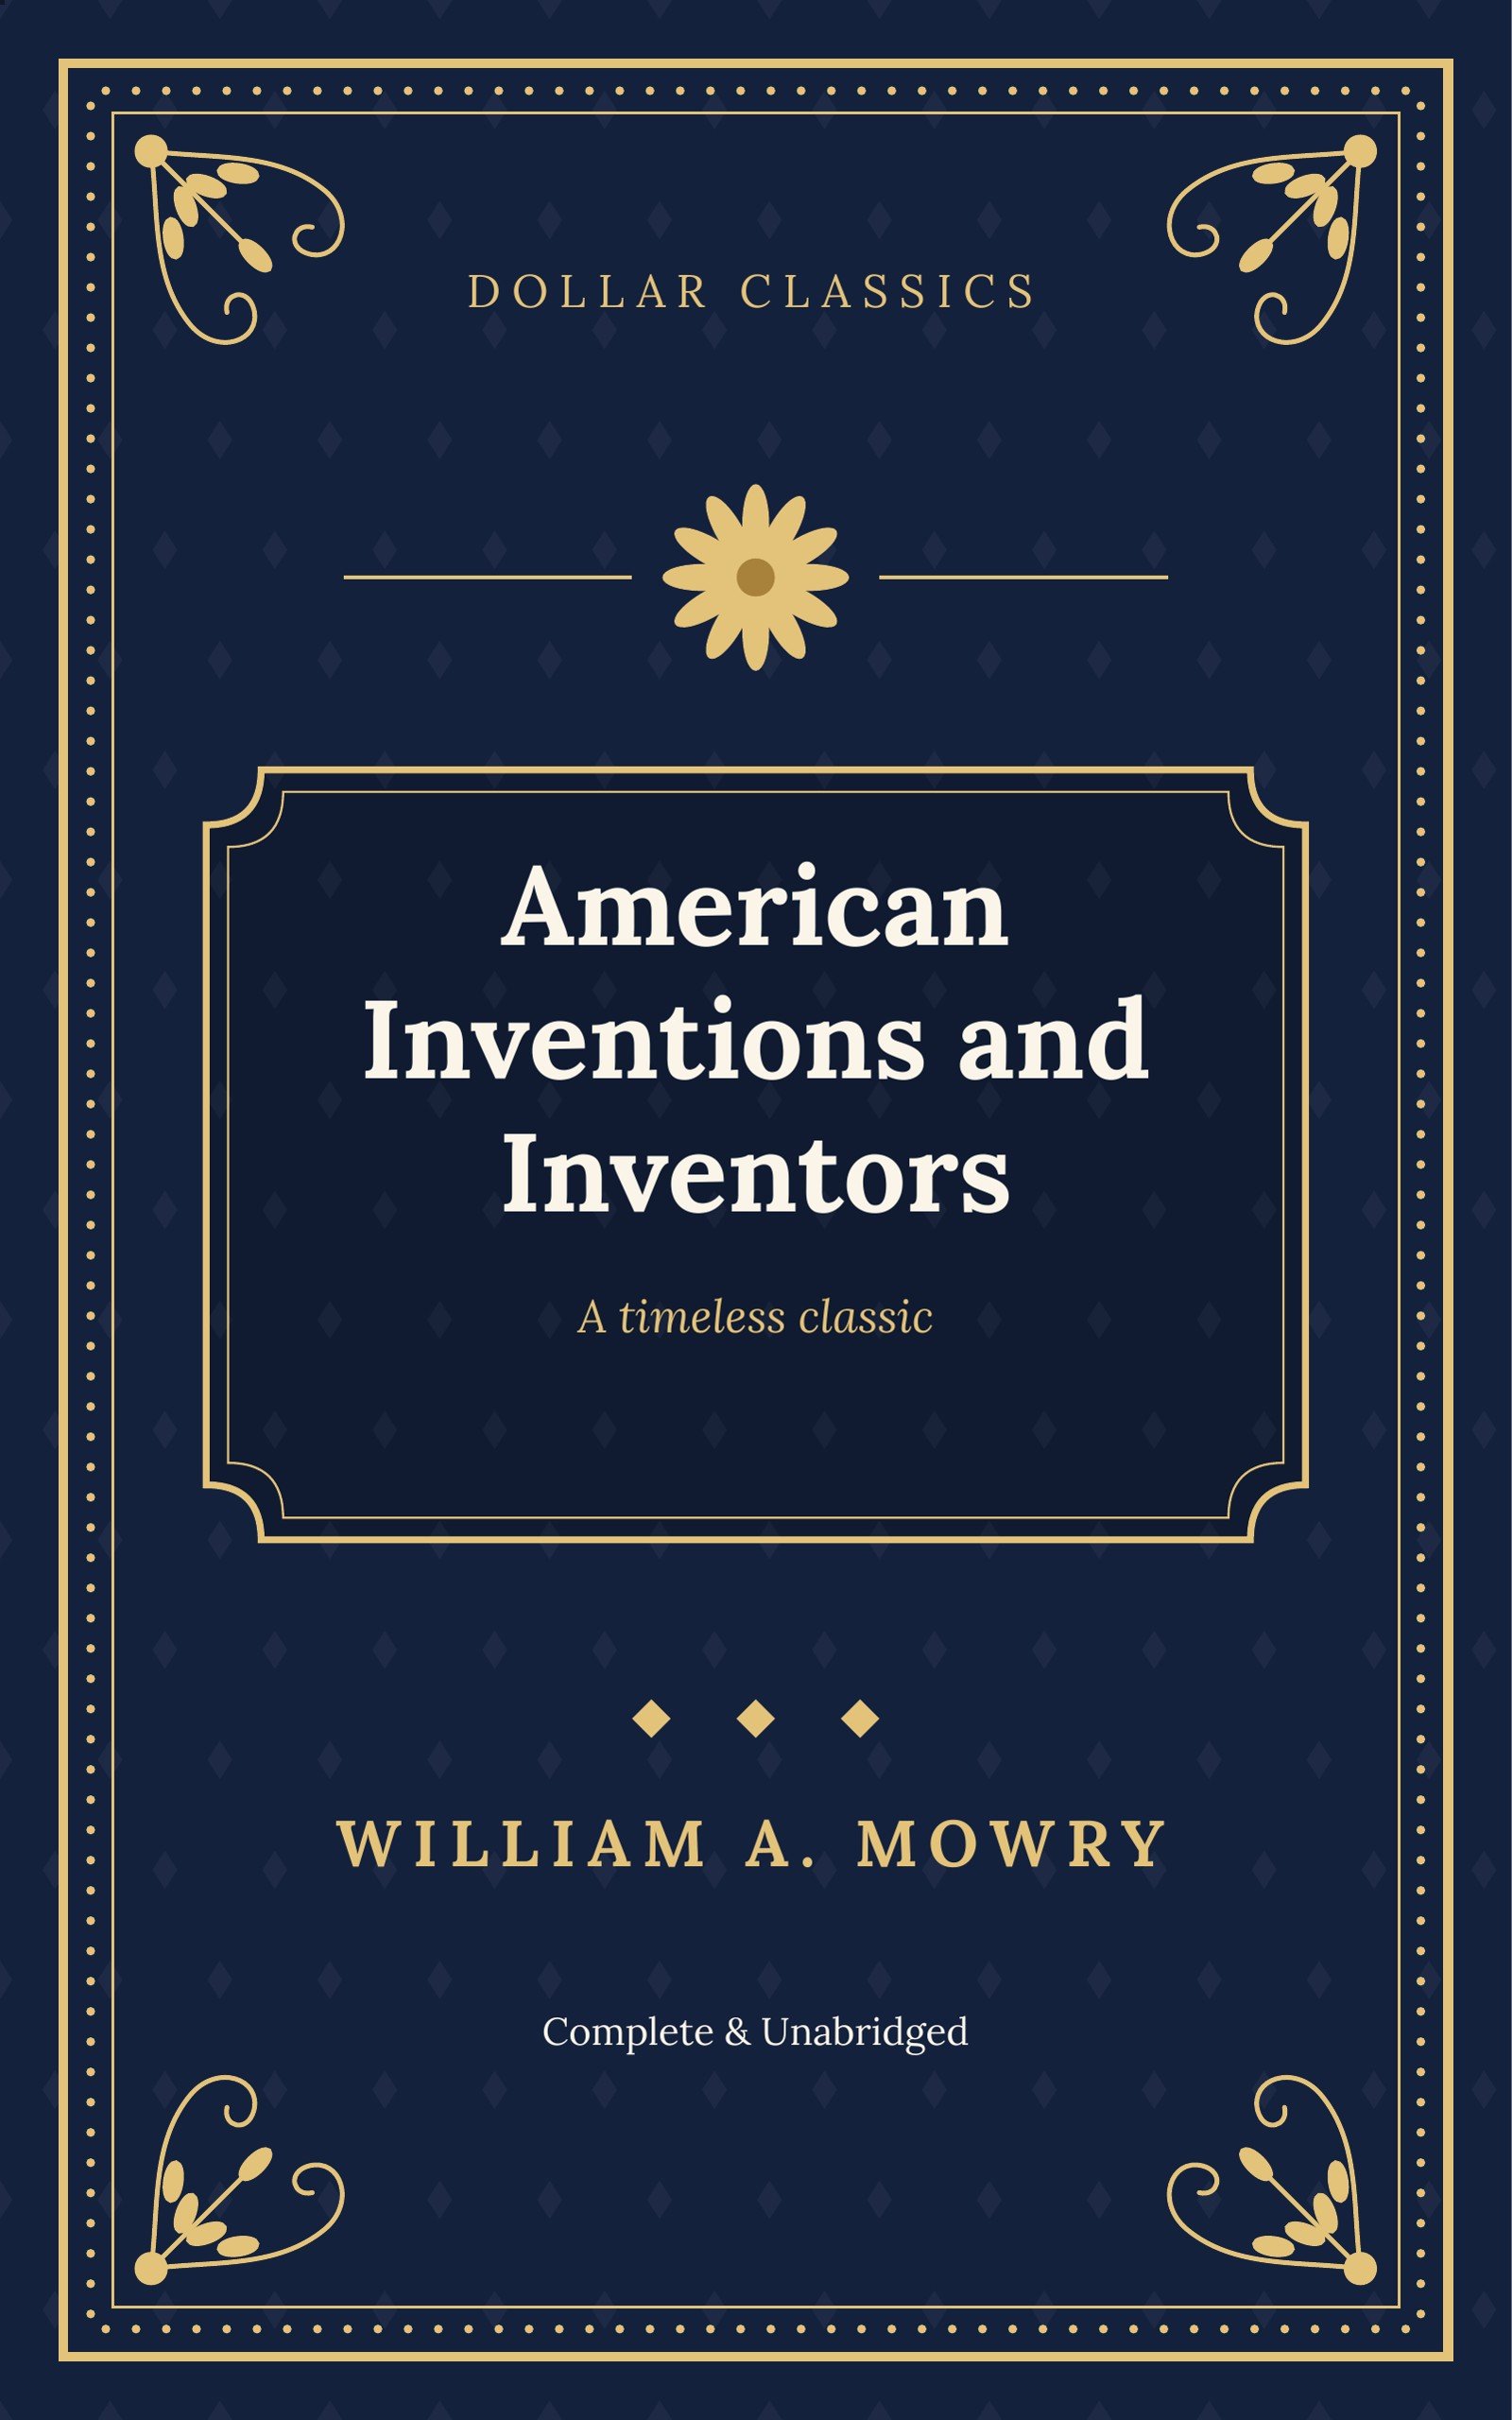 DOLLAR CLASSICS
American
Inventions and
Inventors
A timeless classic
WILLIAM A. MOWRY
Complete & Unabridged